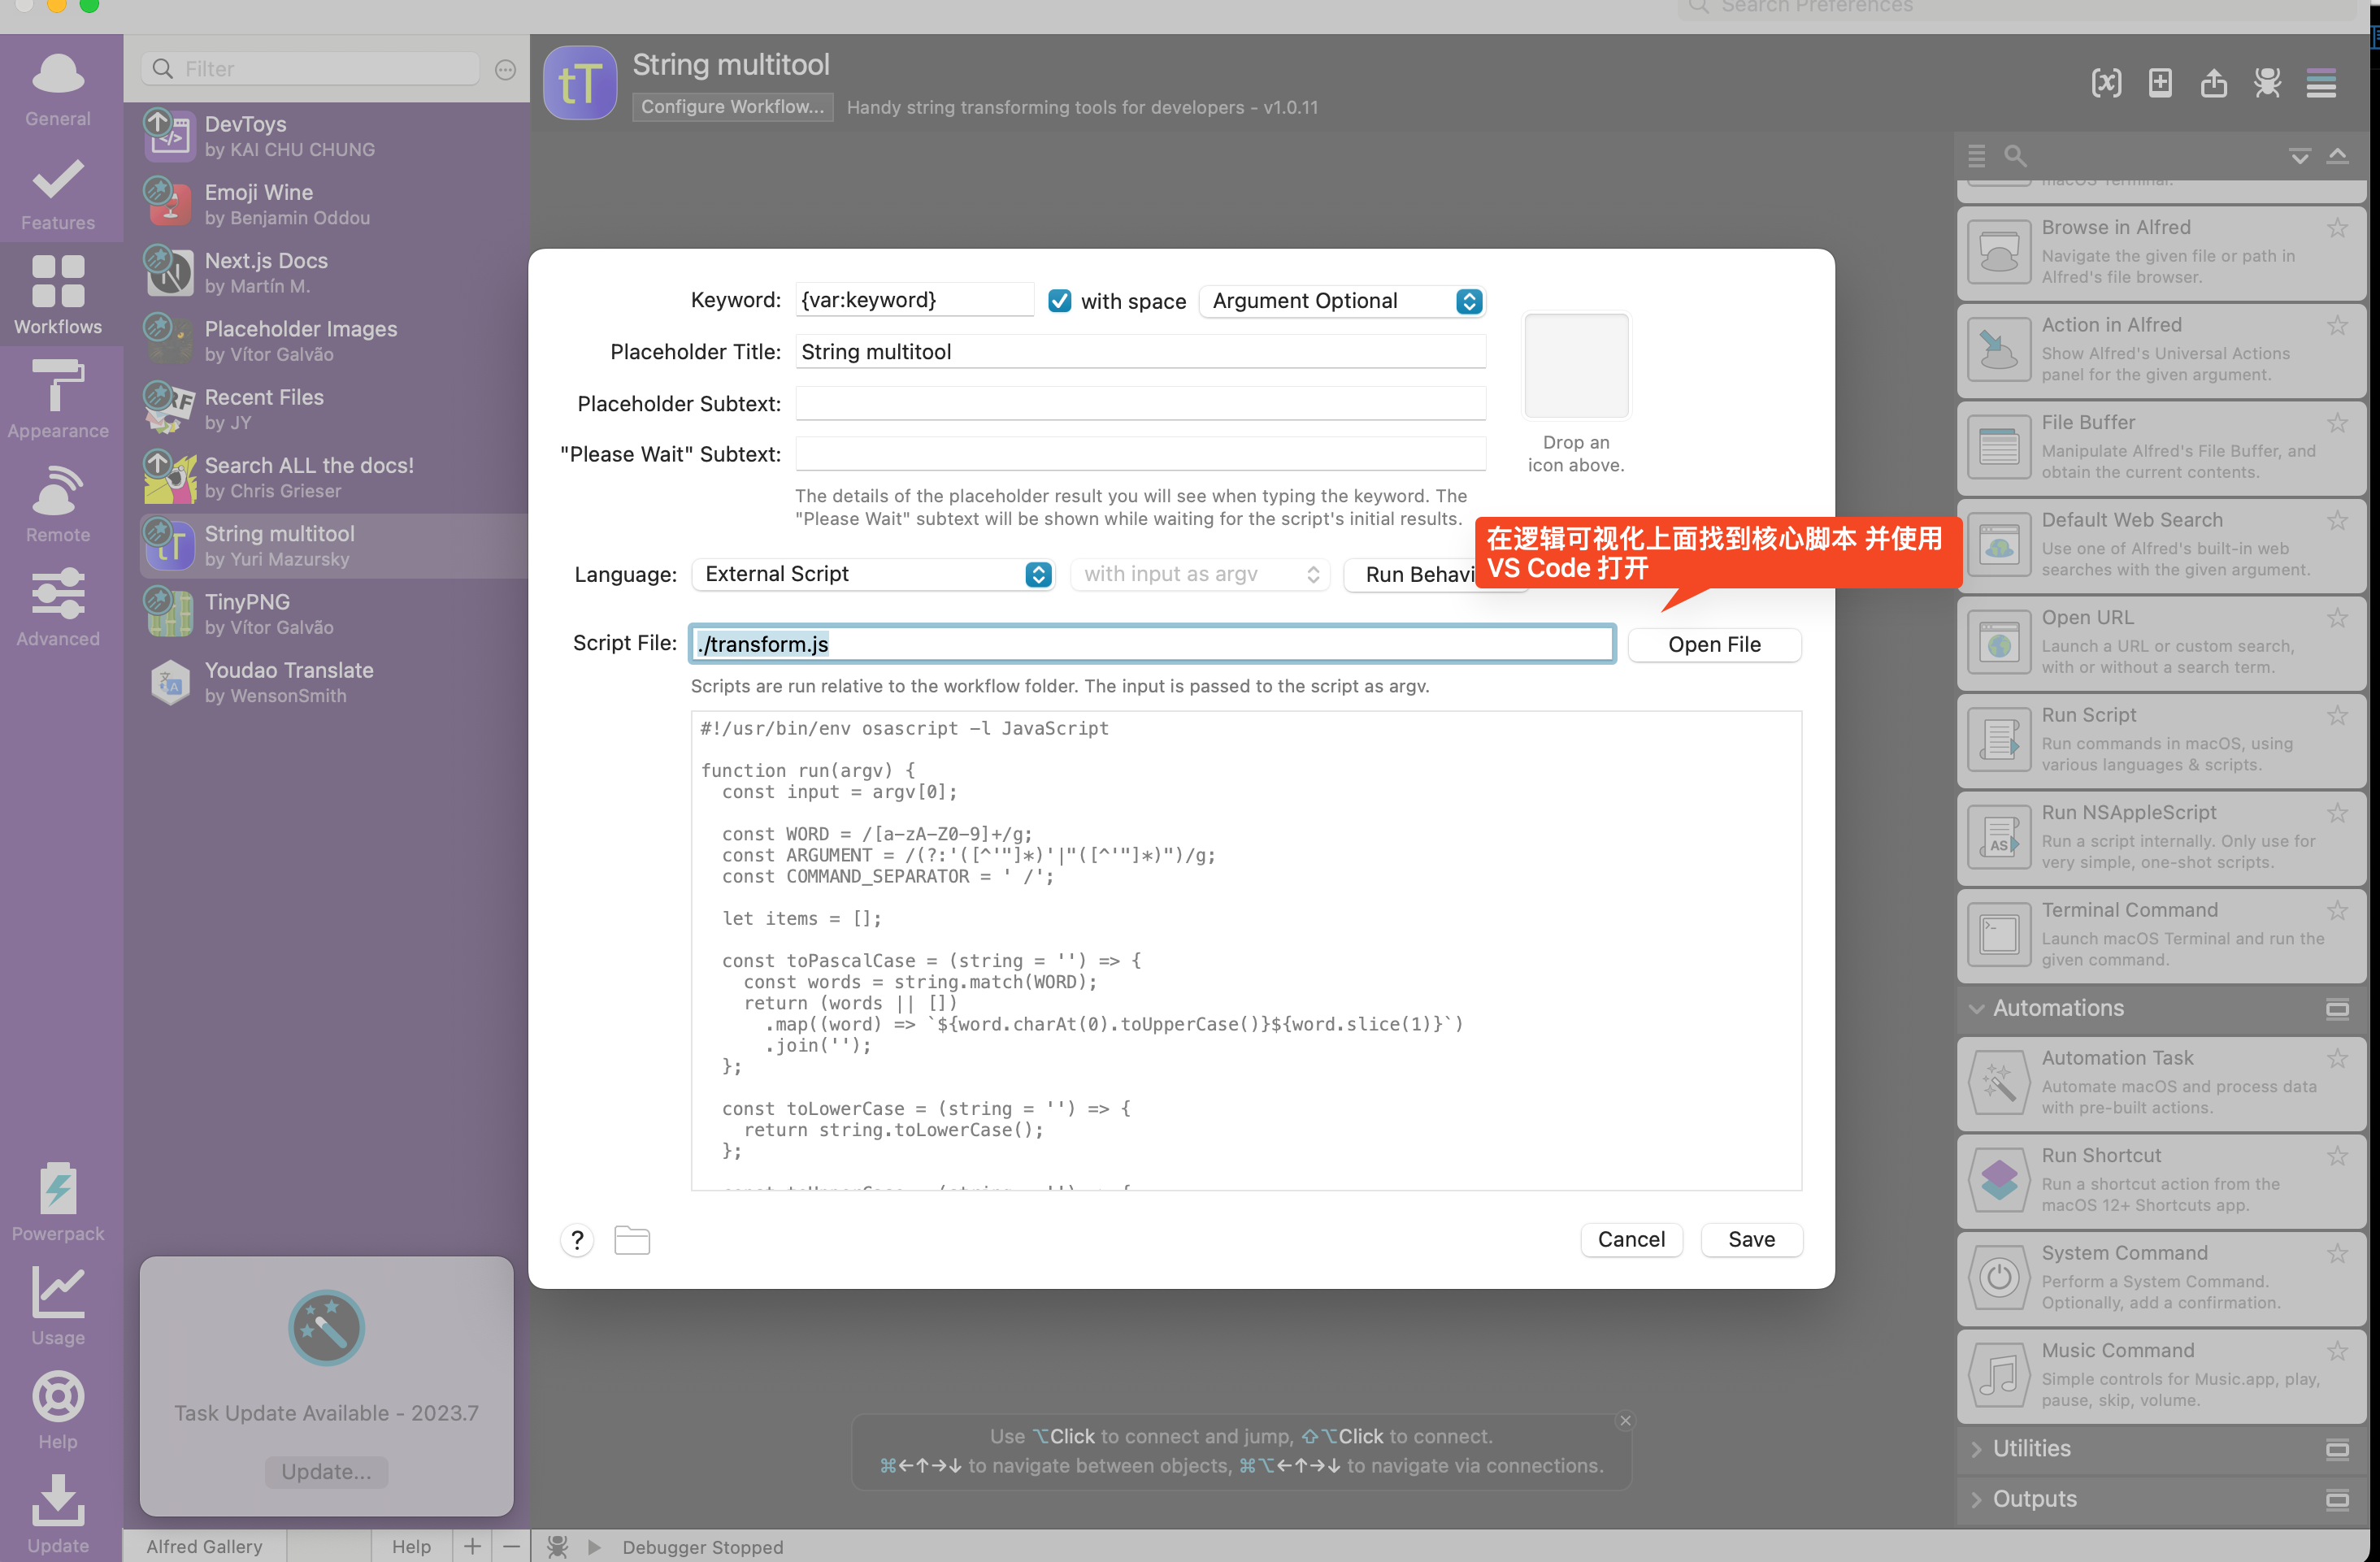 Search Preferences
General
Features
Workflows
Appearance
Remote
Advanced
Powerpack
Usage
Help
Update
Filter
DevToys
by KAI CHU CHUNG
Emoji Wine
by Benjamin Oddou
Next.js Docs
by Martín M.
Placeholder Images
by Vítor Galvão
Recent Files
by JY
Search ALL the docs!
by Chris Grieser
String multitool
by Yuri Mazursky
TinyPNG
by Vítor Galvão
Youdao Translate
by WensonSmith
Task Update Available - 2023.7
Update...
Alfred Gallery
Help
tT
String multitool
Configure Workflow...
Handy string transforming tools for developers - v1.0.11
Keyword: {var:keyword} with space Argument Optional
Placeholder Title: String multitool
Placeholder Subtext:
"Please Wait" Subtext:
Drop an
icon above.
The details of the placeholder result you will see when typing the keyword. The
"Please Wait" subtext will be shown while waiting for the script's initial results.
在逻辑可视化上面找到核心脚本 并使用
VS Code 打开
Language: External Script with input as argv Run Behavi
Script File: ./transform.js Open File
Scripts are run relative to the workflow folder. The input is passed to the script as argv.
#!/usr/bin/env osascript -l JavaScript
function run(argv) {
const input = argv[0];
const WORD = /[a-zA-Z0-9]+/g;
const ARGUMENT = /(?:'([^'"]*)'|"([^'"]*)")/g;
const COMMAND_SEPARATOR = ' /';
let items = [];
const toPascalCase = (string = '') => {
const words = string.match(WORD);
return (words || [])
.map((word) => `${word.charAt(0).toUpperCase()}${word.slice(1)}`)
.join('');
};
const toLowerCase = (string = '') => {
return string.toLowerCase();
};
? Cancel Save
Use ⌥Click to connect and jump, ⇧⌥Click to connect.
⌘←↑→↓ to navigate between objects, ⌘⌥←↑→↓ to navigate via connections.
Debugger Stopped
macOS Terminal.
Browse in Alfred
Navigate the given file or path in
Alfred's file browser.
Action in Alfred
Show Alfred's Universal Actions
panel for the given argument.
File Buffer
Manipulate Alfred's File Buffer, and
obtain the current contents.
Default Web Search
Use one of Alfred's built-in web
searches with the given argument.
Open URL
Launch a URL or custom search,
with or without a search term.
Run Script
Run commands in macOS, using
various languages & scripts.
Run NSAppleScript
Run a script internally. Only use for
very simple, one-shot scripts.
Terminal Command
Launch macOS Terminal and run the
given command.
Automations
Automation Task
Automate macOS and process data
with pre-built actions.
Run Shortcut
Run a shortcut action from the
macOS 12+ Shortcuts app.
System Command
Perform a System Command.
Optionally, add a confirmation.
Music Command
Simple controls for Music.app, play,
pause, skip, volume.
Utilities
Outputs